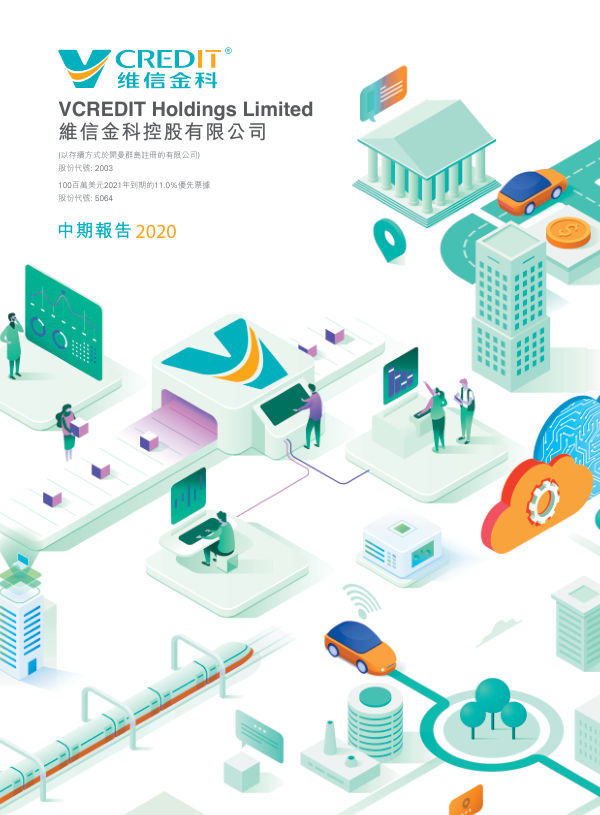 VCREDIT®
维信金科
VCREDIT Holdings Limited
維信金科控股有限公司
(以存續方式於開曼群島註冊的有限公司)
股份代號: 2003
100百萬美元2021年到期的11.0%優先票據
股份代號: 5064
中期報告 2020